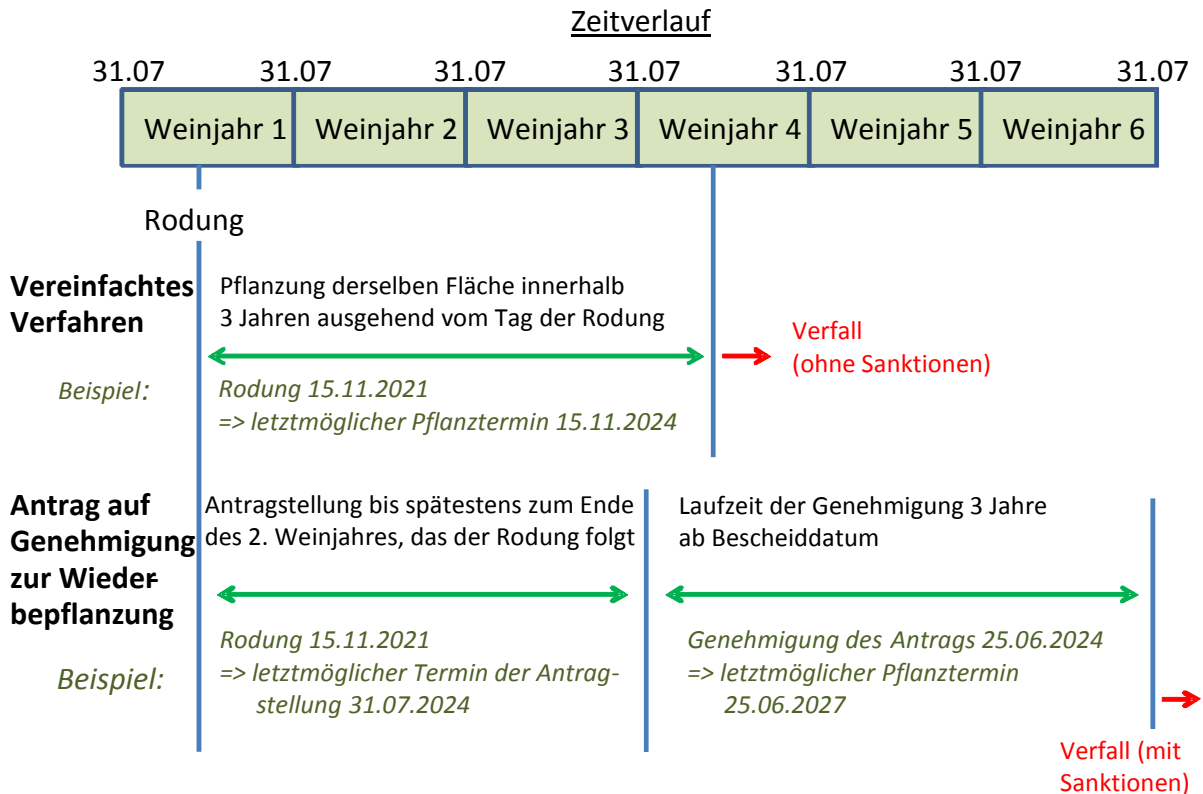 Zeitverlauf
31.07 31.07 31.07 31.07 31.07 31.07 31.07
Weinjahr 1 Weinjahr 2 Weinjahr 3 Weinjahr 4 Weinjahr 5 Weinjahr 6
Rodung
Vereinfachtes
Verfahren
Pflanzung derselben Fläche innerhalb
3 Jahren ausgehend vom Tag der Rodung
Verfall
(ohne Sanktionen)
Beispiel:
Rodung 15.11.2021
=> letztmöglicher Pflanztermin 15.11.2024
Antrag auf
Genehmigung
zur Wieder-
bepflanzung
Antragstellung bis spätestens zum Ende
des 2. Weinjahres, das der Rodung folgt
Laufzeit der Genehmigung 3 Jahre
ab Bescheiddatum
Beispiel:
Rodung 15.11.2021
=> letztmöglicher Termin der Antrag-
stellung 31.07.2024
Genehmigung des Antrags 25.06.2024
=> letztmöglicher Pflanztermin
25.06.2027
Verfall (mit
Sanktionen)